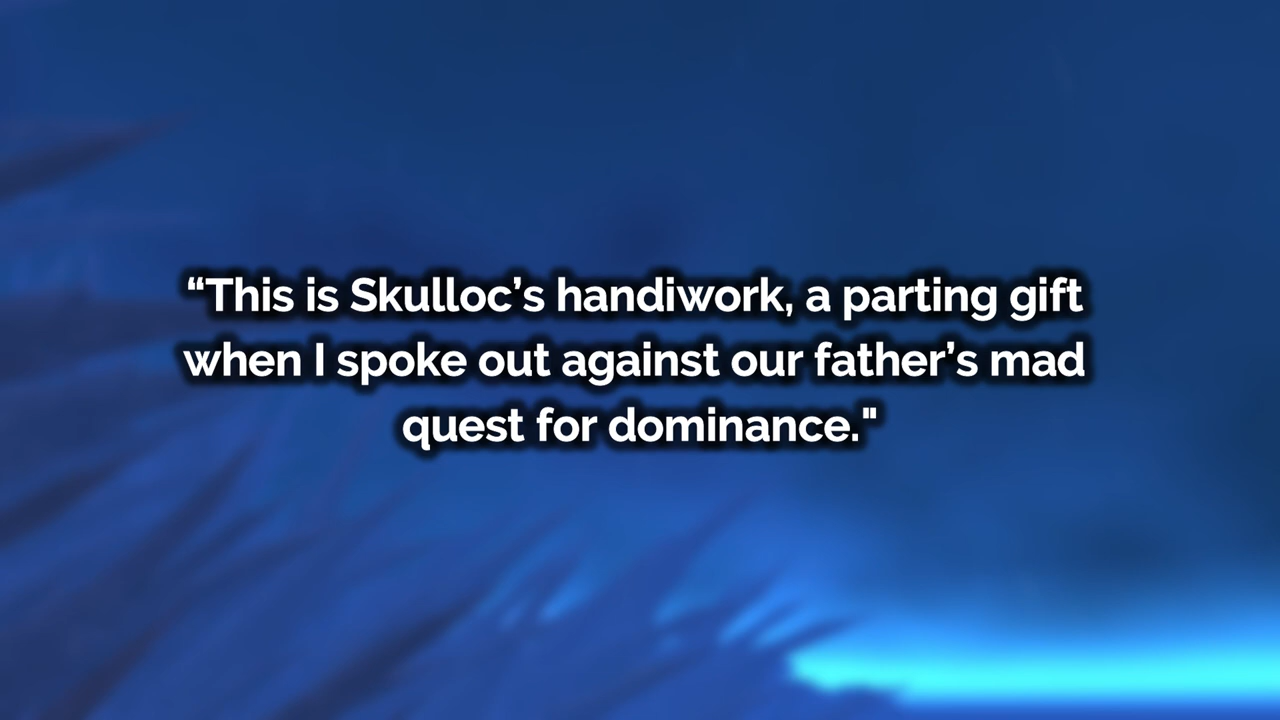 “This is Skulloc’s handiwork, a parting gift
when I spoke out against our father’s mad
quest for dominance."